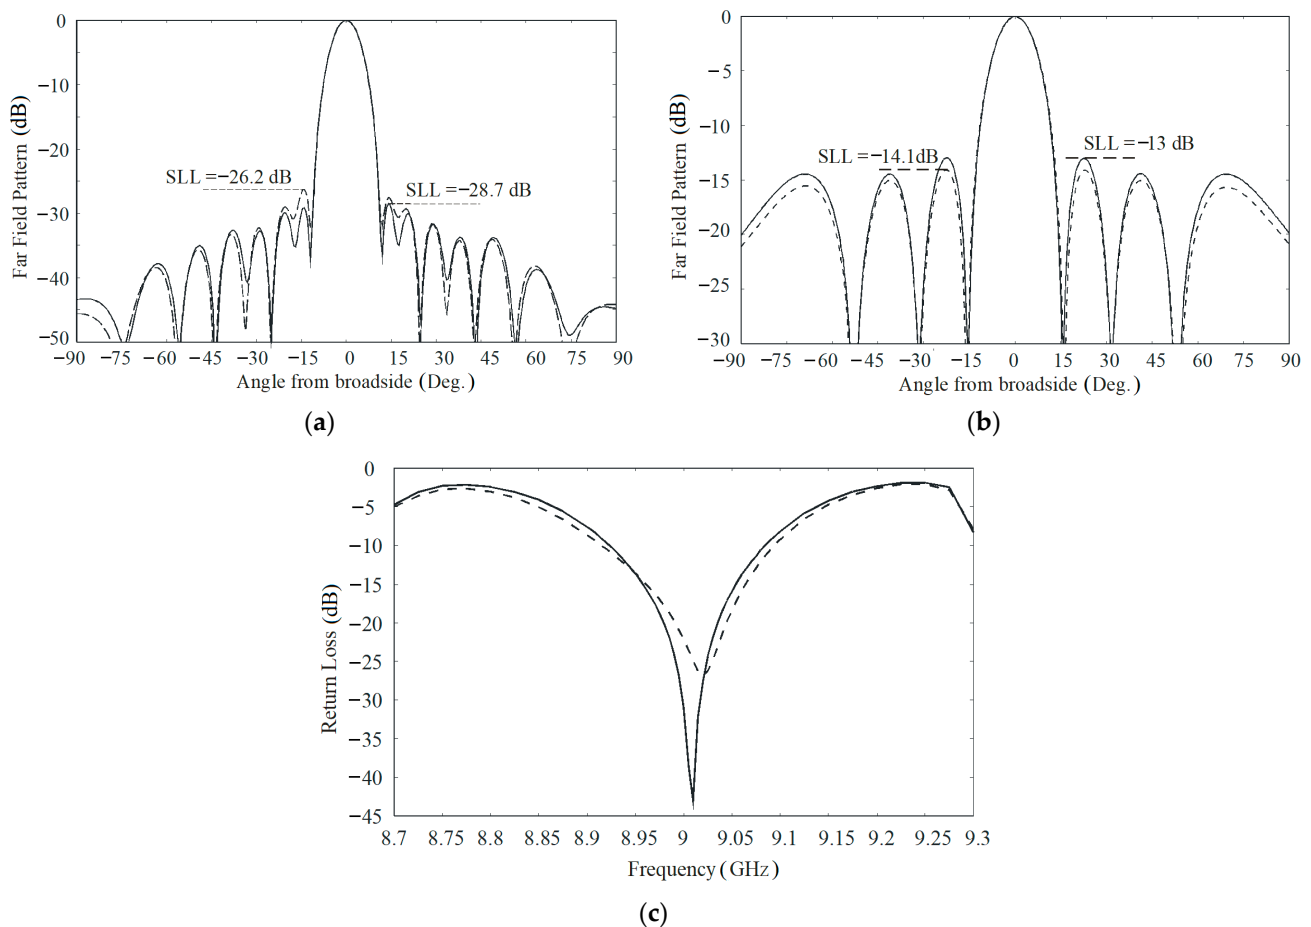 0
−10
−20
−30
−40
−50
Far Field Pattern (dB)
SLL =−26.2 dB
SLL =−28.7 dB
−90 −75 −60 −45 −30 −15 0 15 30 45 60 75 90
Angle from broadside (Deg.)
(a)
0
−5
−10
−15
−20
−25
−30
Far Field Pattern (dB)
SLL =−14.1dB
SLL =−13 dB
−90 −75 −60 −45 −30 −15 0 15 30 45 60 75 90
Angle from broadside (Deg.)
(b)
0
−5
−10
−15
−20
−25
−30
−35
−40
−45
Return Loss (dB)
8.7 8.75 8.8 8.85 8.9 8.95 9 9.05 9.1 9.15 9.2 9.25 9.3
Frequency (GHz)
(c)